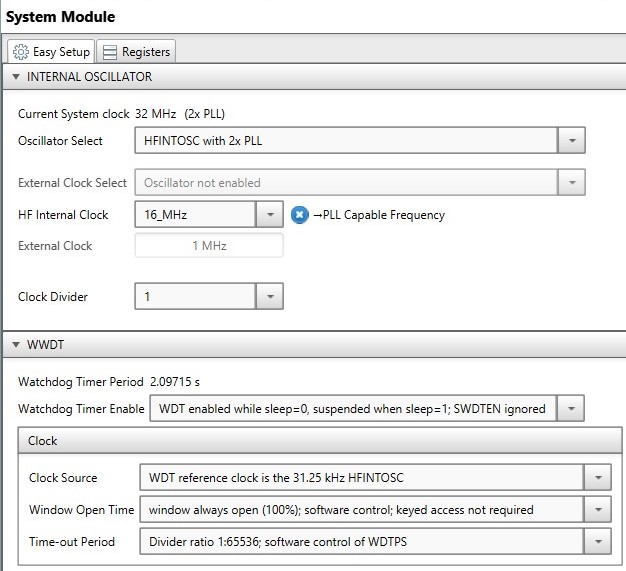 System Module
Easy Setup Registers
INTERNAL OSCILLATOR
Current System clock 32 MHz (2x PLL)
Oscillator Select HFINTOSC with 2x PLL
External Clock Select Oscillator not enabled
HF Internal Clock 16_MHz →PLL Capable Frequency
External Clock 1 MHz
Clock Divider 1
WWDT
Watchdog Timer Period 2.09715 s
Watchdog Timer Enable WDT enabled while sleep=0, suspended when sleep=1; SWDTEN ignored
Clock
Clock Source WDT reference clock is the 31.25 kHz HFINTOSC
Window Open Time window always open (100%); software control; keyed access not required
Time-out Period Divider ratio 1:65536; software control of WDTPS